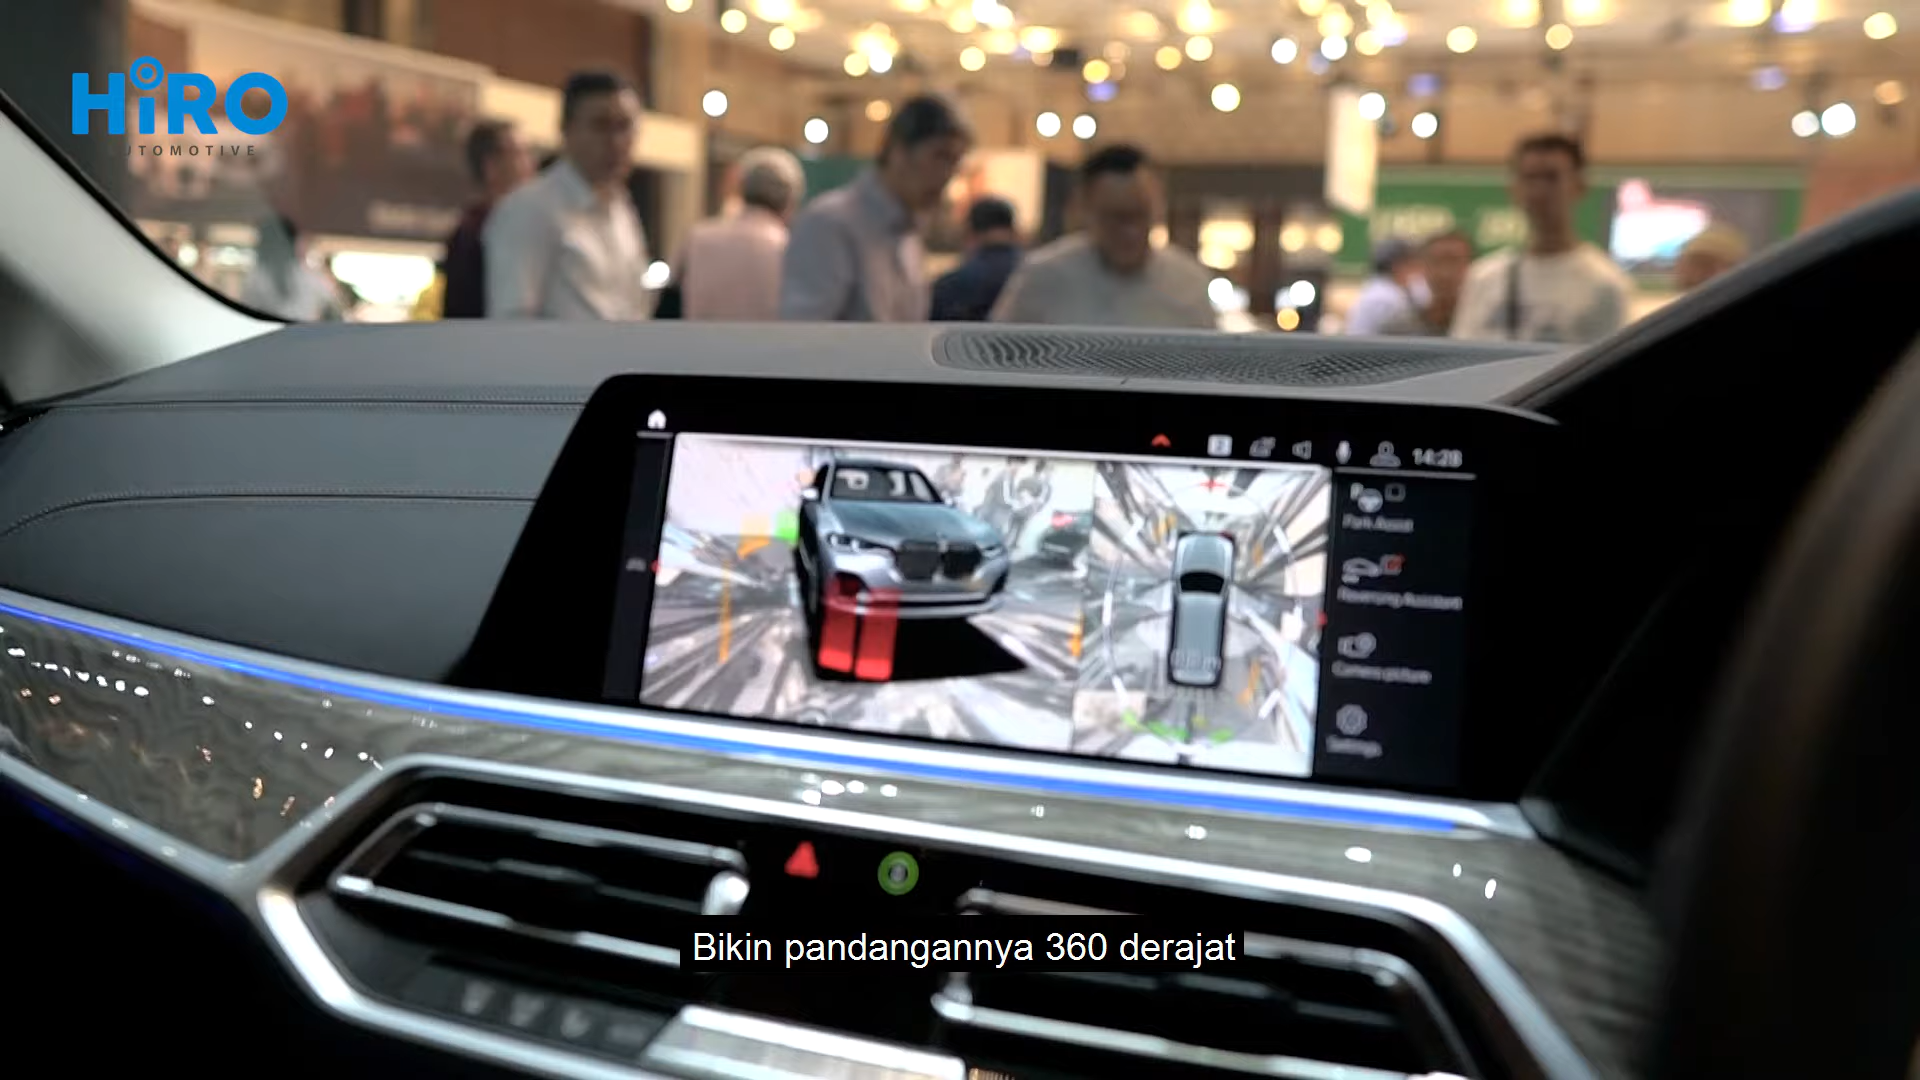 HiRO
AUTOMOTIVE
14:28
Park Assist
Reversing Assistant
Camera picture
Settings
Bikin pandangannya 360 derajat